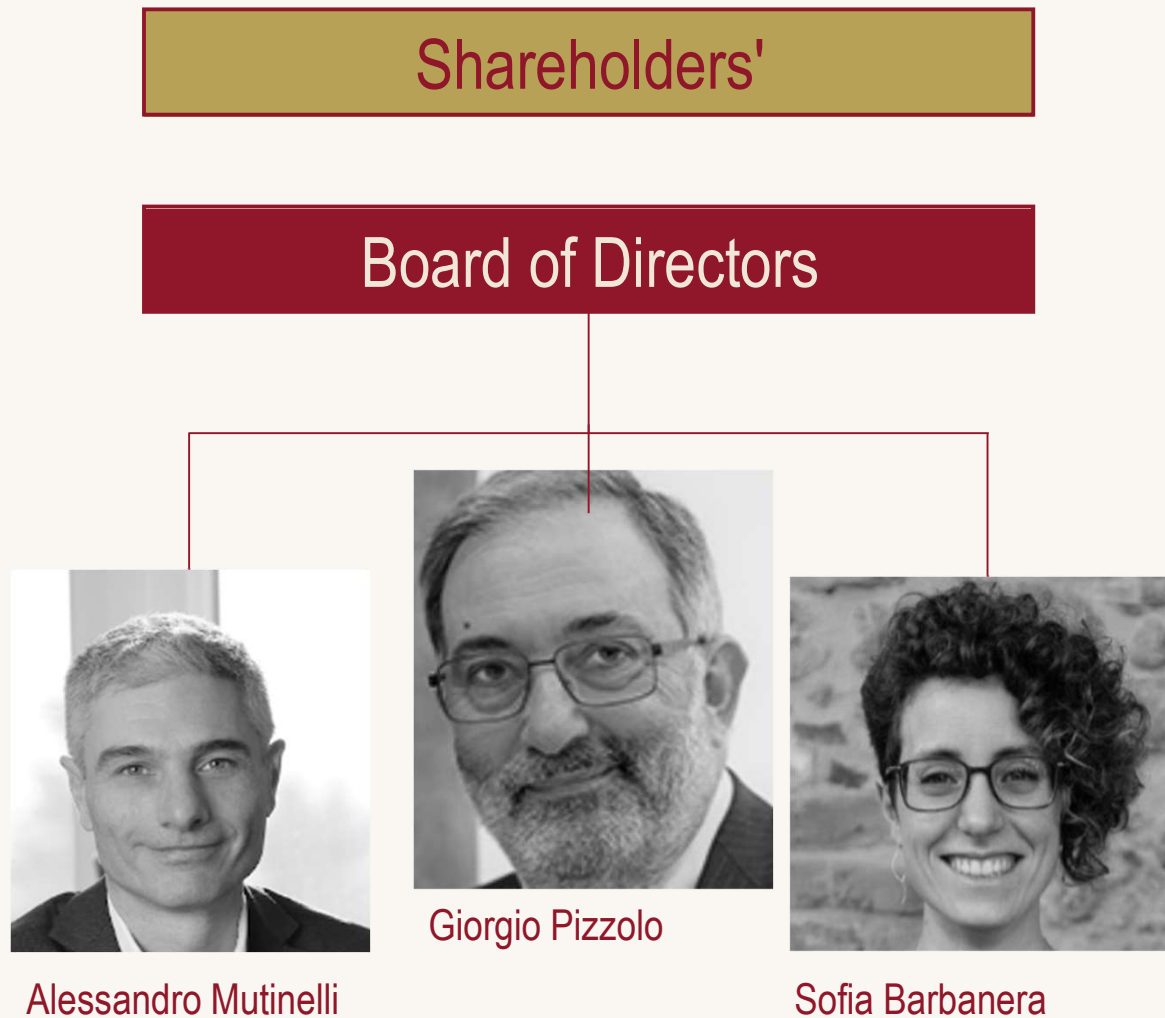 Shareholders'
Board of Directors
Giorgio Pizzolo
Alessandro Mutinelli
Sofia Barbanera